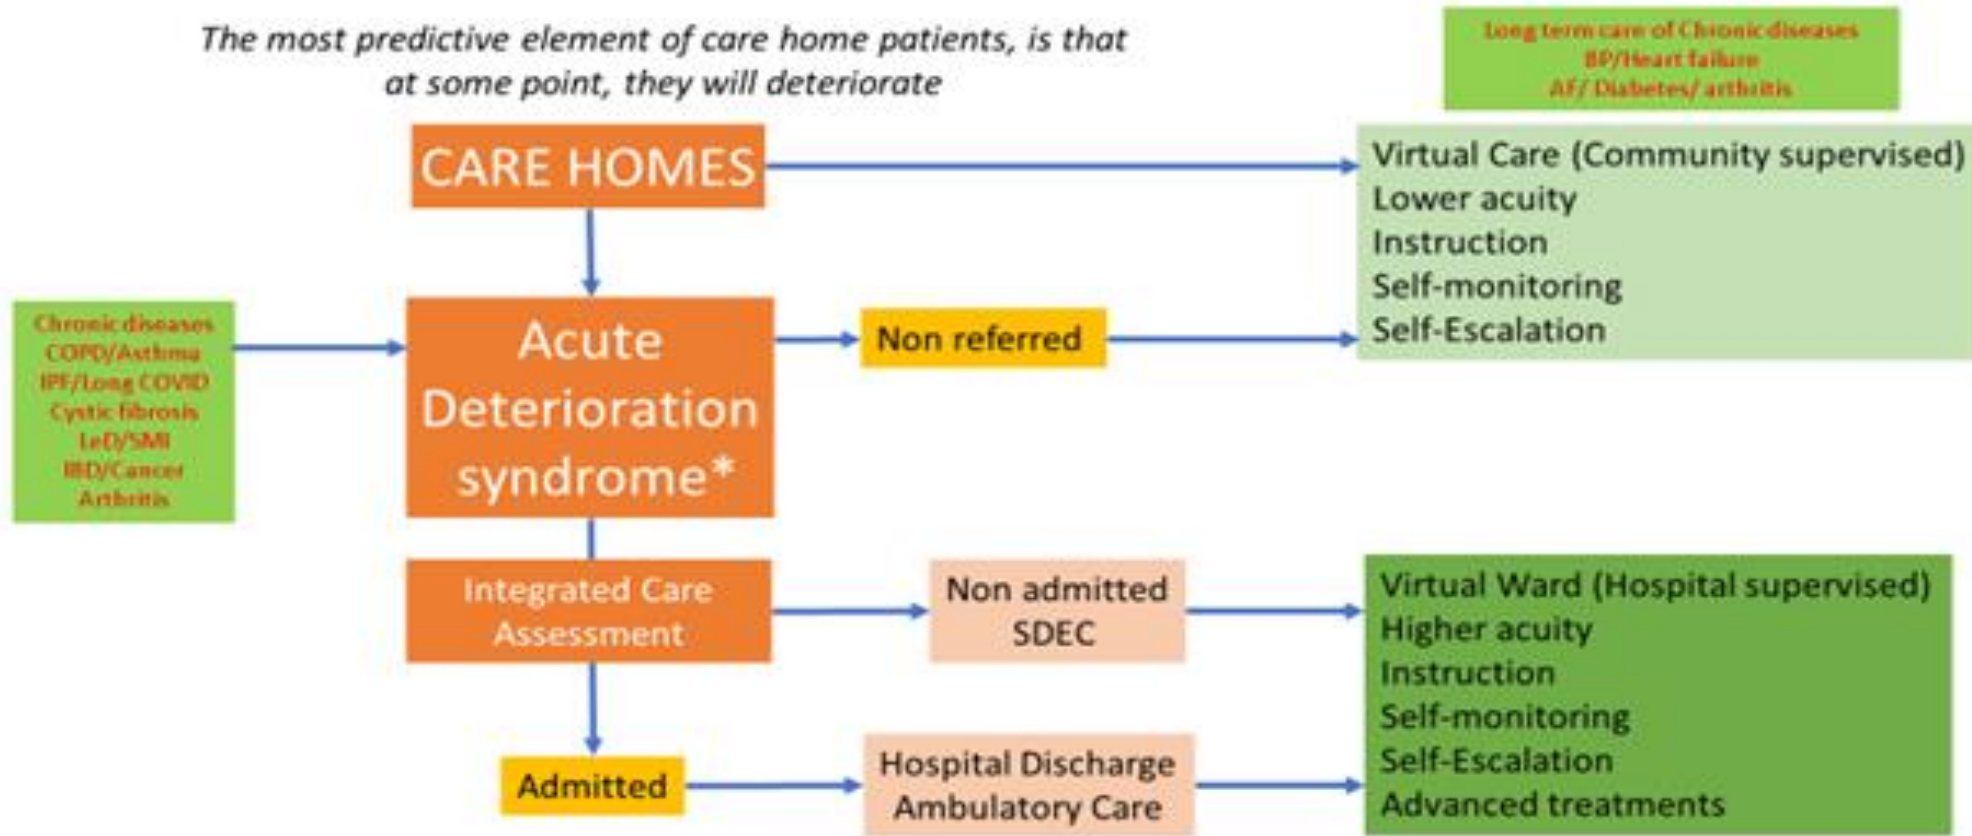 The most predictive element of care home patients, is that
at some point, they will deteriorate
Long term care of Chronic diseases
BP/Heart failure
AF/ Diabetes/ arthritis
CARE HOMES
Virtual Care (Community supervised)
Lower acuity
Instruction
Self-monitoring
Self-Escalation
Chronic diseases
COPD/Asthma
IPF/Long COVID
Cystic fibrosis
LeD/SMI
IBD/Cancer
Arthritis
Acute
Deterioration
syndrome*
Non referred
Integrated Care
Assessment
Non admitted
SDEC
Virtual Ward (Hospital supervised)
Higher acuity
Instruction
Self-monitoring
Self-Escalation
Advanced treatments
Admitted
Hospital Discharge
Ambulatory Care